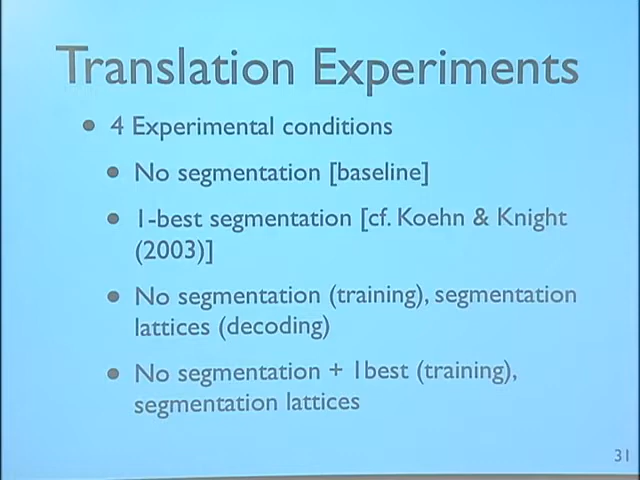 Translation Experiments
• 4 Experimental conditions
• No segmentation [baseline]
• 1-best segmentation [cf. Koehn & Knight
(2003)]
• No segmentation (training), segmentation
lattices (decoding)
• No segmentation + 1best (training),
segmentation lattices
31